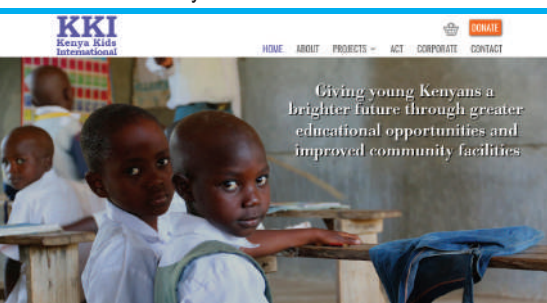 KKI
Kenya Kids
International
DONATE
HOME ABOUT PROJECTS ACT CORPORATE CONTACT
Giving young Kenyans a
brighter future through greater
educational opportunities and
improved community facilities